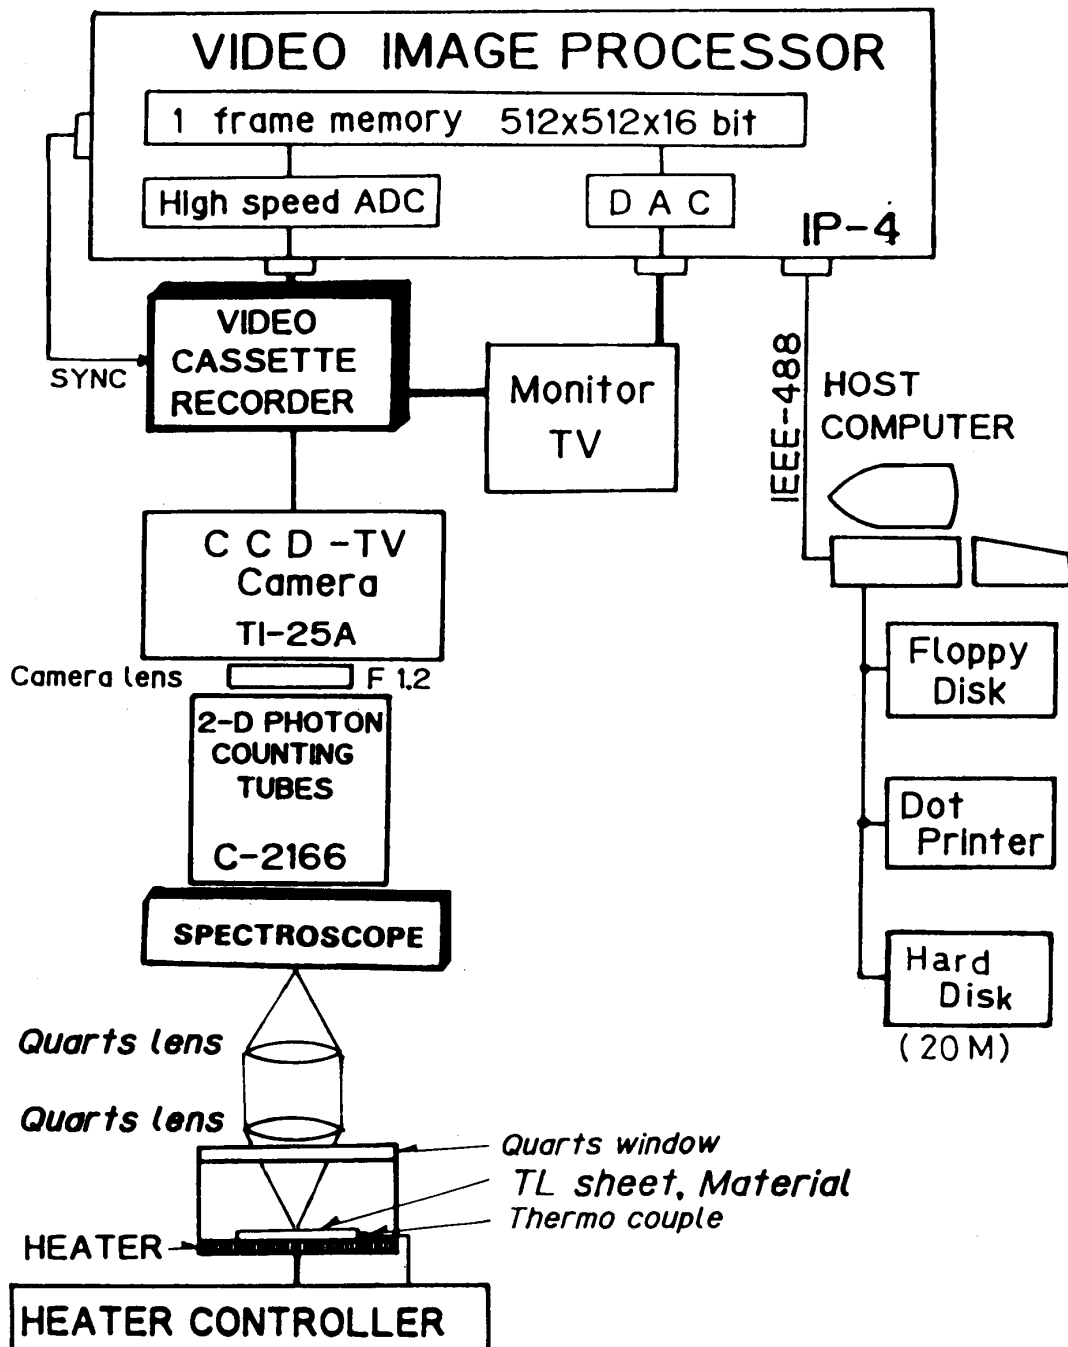 VIDEO IMAGE PROCESSOR
1 frame memory 512x512x16 bit
High speed ADC
D A C
IP-4
VIDEO
CASSETTE
RECORDER
SYNC
Monitor
TV
IEEE-488
HOST
COMPUTER
C C D -TV
Camera
TI-25A
Camera lens
F 1.2
2-D PHOTON
COUNTING
TUBES
C-2166
Floppy
Disk
Dot
Printer
Hard
Disk
(20M)
SPECTROSCOPE
Quarts lens
Quarts lens
Quarts window
TL sheet, Material
Thermo couple
HEATER
HEATER CONTROLLER